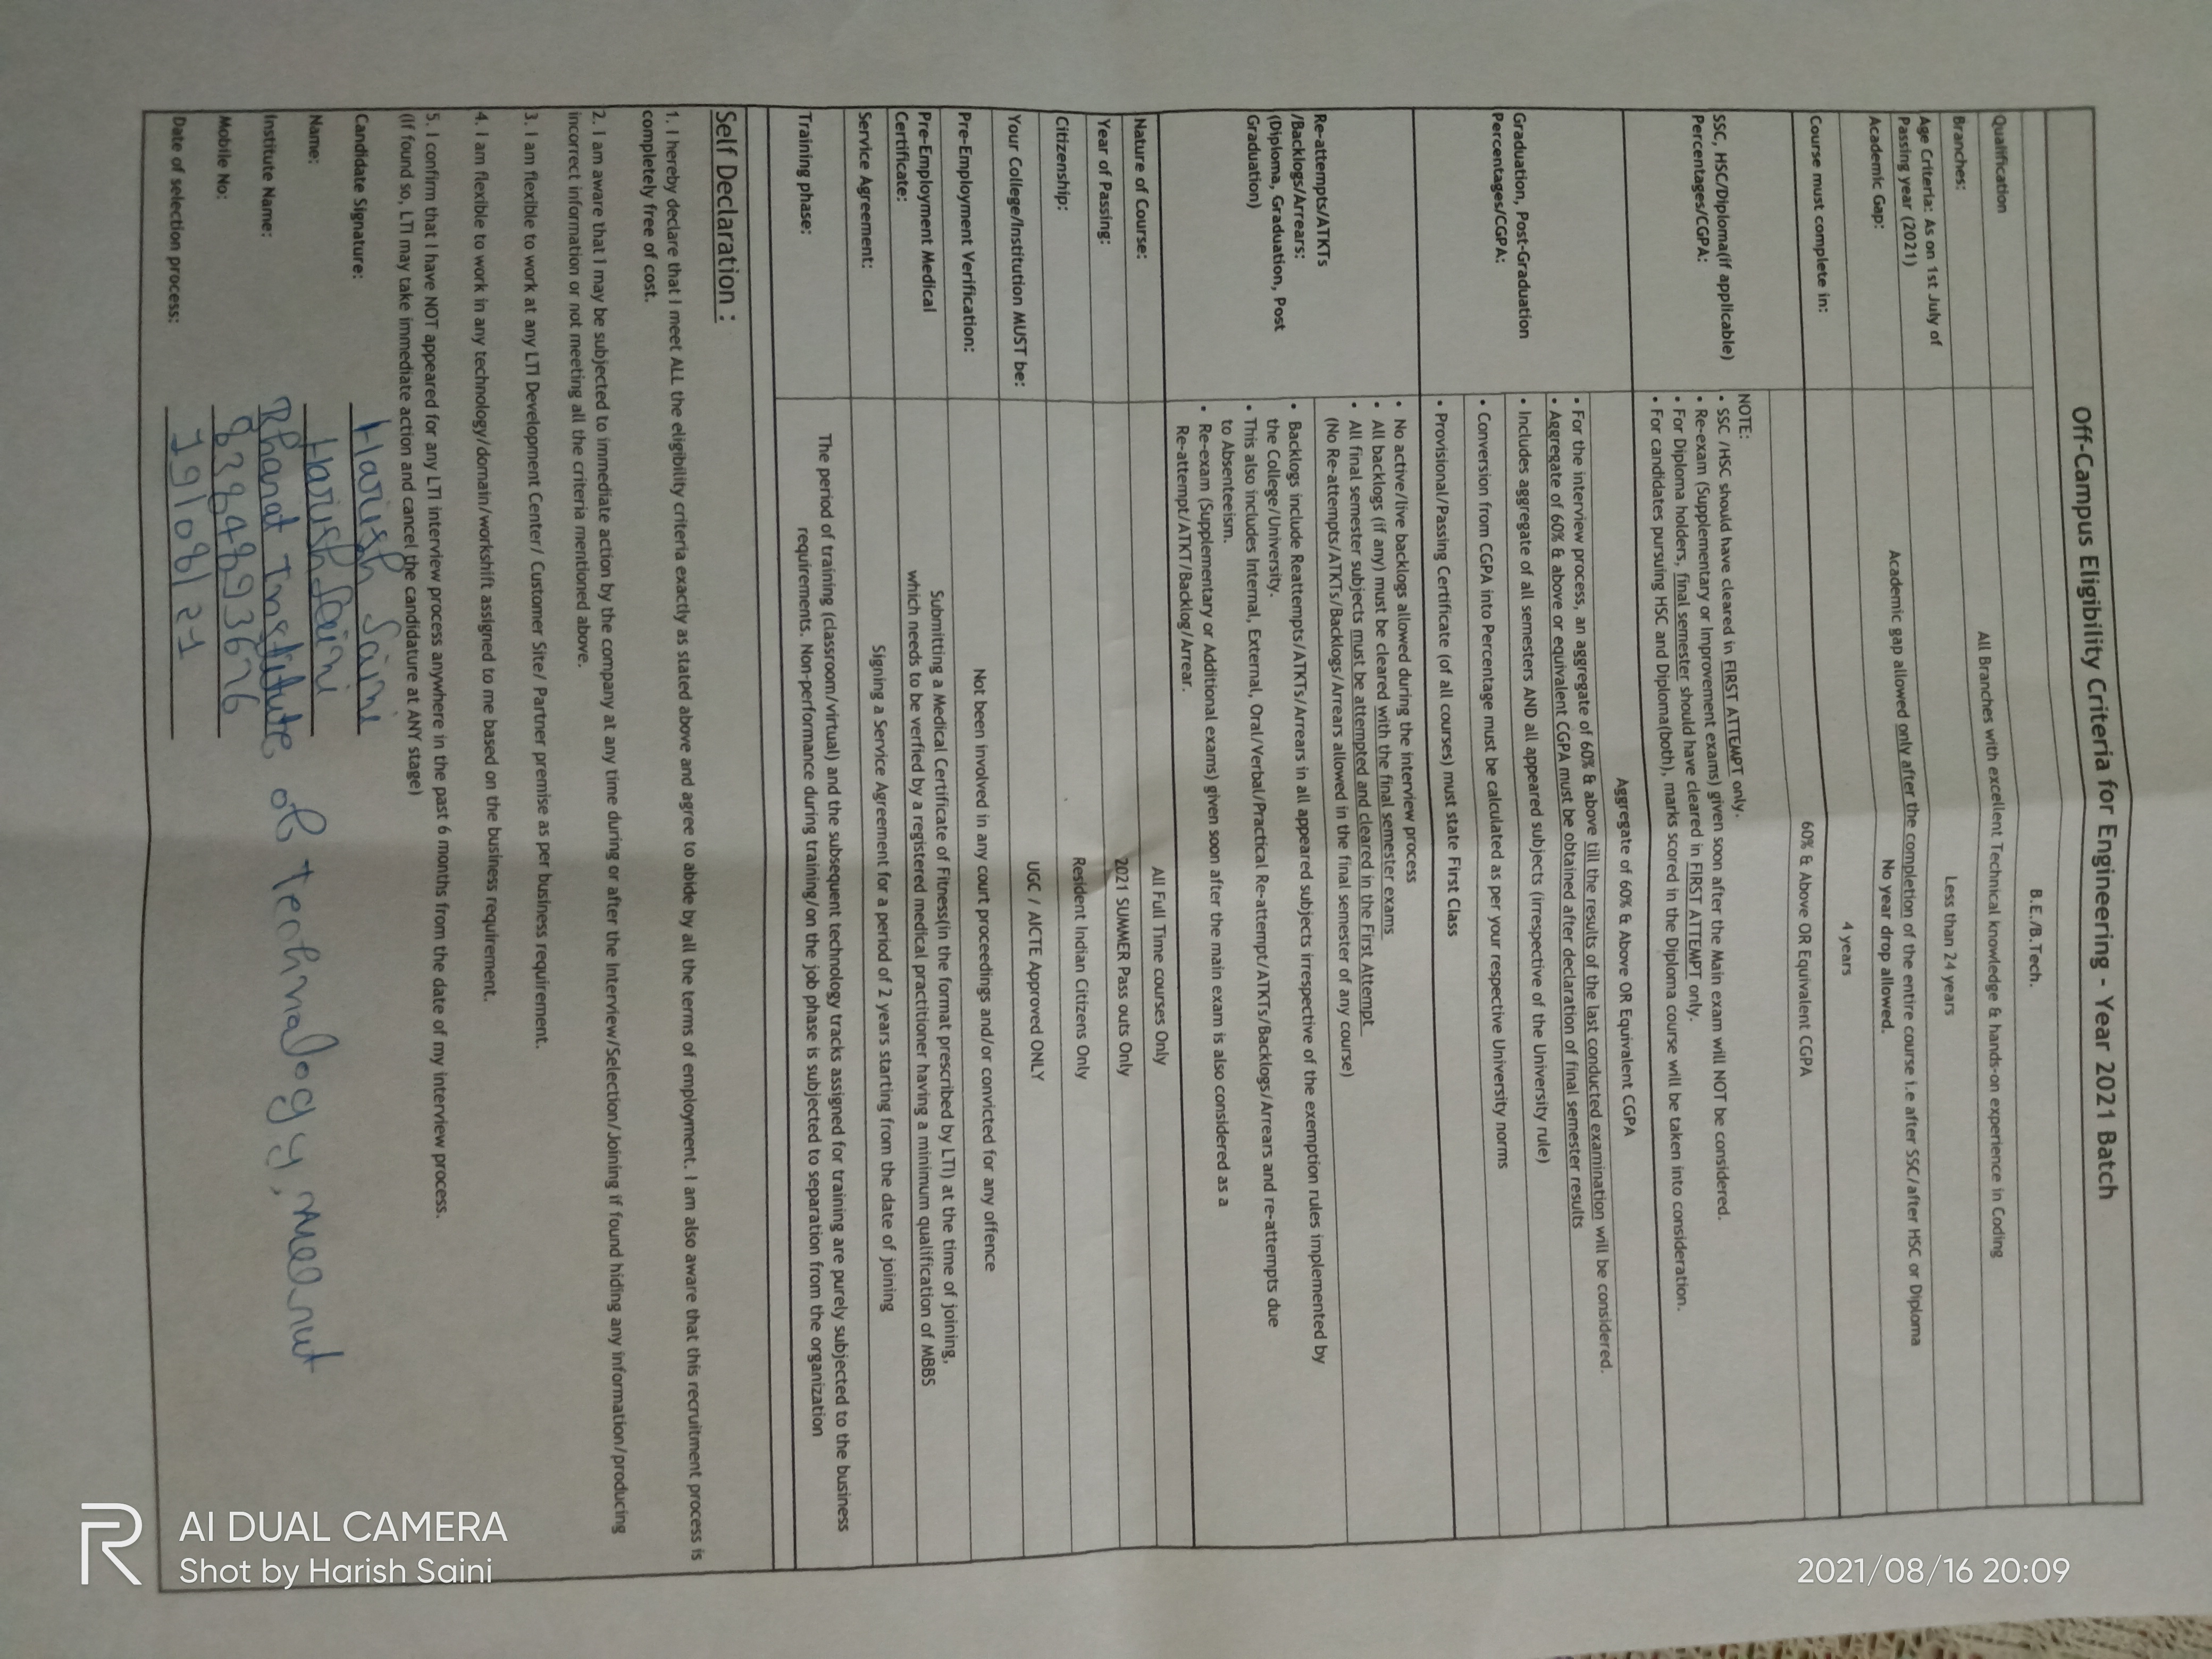 Off-Campus Eligibility Criteria for Engineering - Year 2021 Batch
Qualification
B.E./B.Tech.
Branches:
All Branches with excellent Technical knowledge & hands-on experience in Coding
Age Criteria: As on 1st July of
Passing year (2021)
Less than 24 years
Academic Gap:
Academic gap allowed only after the completion of the entire course i.e after SSC/after HSC or Diploma
No year drop allowed.
Course must complete in:
4 years
SSC, HSC/Diploma(if applicable)
Percentages/CGPA:
60% & Above OR Equivalent CGPA
NOTE:
• SSC /HSC should have cleared in FIRST ATTEMPT only.
• Re-exam (Supplementary or Improvement exams) given soon after the Main exam will NOT be considered.
• For Diploma holders, final semester should have cleared in FIRST ATTEMPT only.
• For candidates pursuing HSC and Diploma(both), marks scored in the Diploma course will be taken into consideration.
Graduation, Post-Graduation
Percentages/CGPA:
Aggregate of 60% & Above OR Equivalent CGPA
• For the interview process, an aggregate of 60% & above till the results of the last conducted examination will be considered.
• Aggregate of 60% & above or equivalent CGPA must be obtained after declaration of final semester results
• Includes aggregate of all semesters AND all appeared subjects (irrespective of the University rule)
• Conversion from CGPA into Percentage must be calculated as per your respective University norms
• Provisional/Passing Certificate (of all courses) must state First Class
Re-attempts/ATKTs
/Backlogs/Arrears:
(Diploma, Graduation, Post
Graduation)
• No active/live backlogs allowed during the interview process
• All backlogs (if any) must be cleared with the final semester exams
• All final semester subjects must be attempted and cleared in the First Attempt
(No Re-attempts/ATKTs/Backlogs/Arrears allowed in the final semester of any course)
• Backlogs include Reattempts/ATKTs/Arrears in all appeared subjects irrespective of the exemption rules implemented by
the College/University.
• This also includes Internal, External, Oral/Verbal/Practical Re-attempt/ATKTs/Backlogs/Arrears and re-attempts due
to Absenteeism.
• Re-exam (Supplementary or Additional exams) given soon after the main exam is also considered as a
Re-attempt/ATKT/Backlog/Arrear.
Nature of Course:
All Full Time courses Only
Year of Passing:
2021 SUMMER Pass outs Only
Citizenship:
Resident Indian Citizens Only
Your College/Institution MUST be:
UGC / AICTE Approved ONLY
Pre-Employment Verification:
Not been involved in any court proceedings and/or convicted for any offence
Pre-Employment Medical
Certificate:
Submitting a Medical Certificate of Fitness(in the format prescribed by LTI) at the time of joining,
which needs to be verfied by a registered medical practitioner having a minimum qualification of MBBS
Service Agreement:
Signing a Service Agreement for a period of 2 years starting from the date of joining
Training phase:
The period of training (classroom/virtual) and the subsequent technology tracks assigned for training are purely subjected to the business
requirements. Non-performance during training/on the job phase is subjected to separation from the organization
Self Declaration :
1. I hereby declare that I meet ALL the eligibility criteria exactly as stated above and agree to abide by all the terms of employment. I am also aware that this recruitment process is
completely free of cost.
2. I am aware that I may be subjected to immediate action by the company at any time during or after the Interview/Selection/Joining if found hiding any information/producing
incorrect information or not meeting all the criteria mentioned above.
3. I am flexible to work at any LTI Development Center/ Customer Site/ Partner premise as per business requirement.
4. I am flexible to work in any technology/domain/workshift assigned to me based on the business requirement.
5. I confirm that I have NOT appeared for any LTI interview process anywhere in the past 6 months from the date of my interview process.
(If found so, LTI may take immediate action and cancel the candidature at ANY stage)
Candidate Signature: Harish Saini
Name: Harish Saini
Institute Name: Bharat Institute of technology, meerut
Mobile No: 8384893676
Date of selection process: 19/08/21
2021/08/16 20:09
AI DUAL CAMERA
Shot by Harish Saini